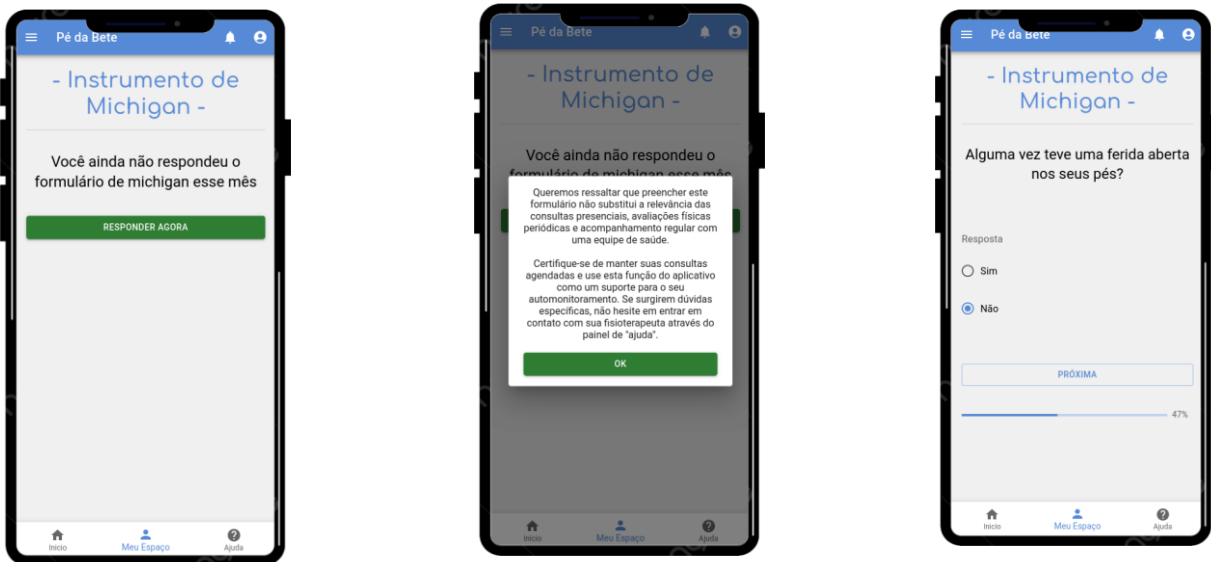 Pé da Bete
- Instrumento de
Michigan -
Você ainda não respondeu o
formulário de michigan esse mês
RESPONDER AGORA
Inicio
Meu Espaço
Ajuda
Pé da Bete
- Instrumento de
Michigan -
Você ainda não respondeu o
formulário de michigan esse mês
Queremos ressaltar que preencher este
formulário não substitui a relevância das
consultas presenciais, avaliações físicas
periódicas e acompanhamento regular com
uma equipe de saúde.
Certifique-se de manter suas consultas
agendadas e use esta função do aplicativo
como um suporte para o seu
automonitoramento. Se surgirem dúvidas
específicas, não hesite em entrar em
contato com sua fisioterapeuta através do
painel de "ajuda".
OK
Inicio
Meu Espaço
Ajuda
Pé da Bete
- Instrumento de
Michigan -
Alguma vez teve uma ferida aberta
nos seus pés?
Resposta
Sim
Não
PRÓXIMA
47%
Inicio
Meu Espaço
Ajuda